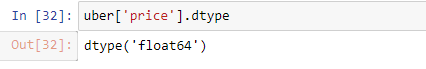 In [32]: uber['price'].dtype
Out[32]: dtype('float64')